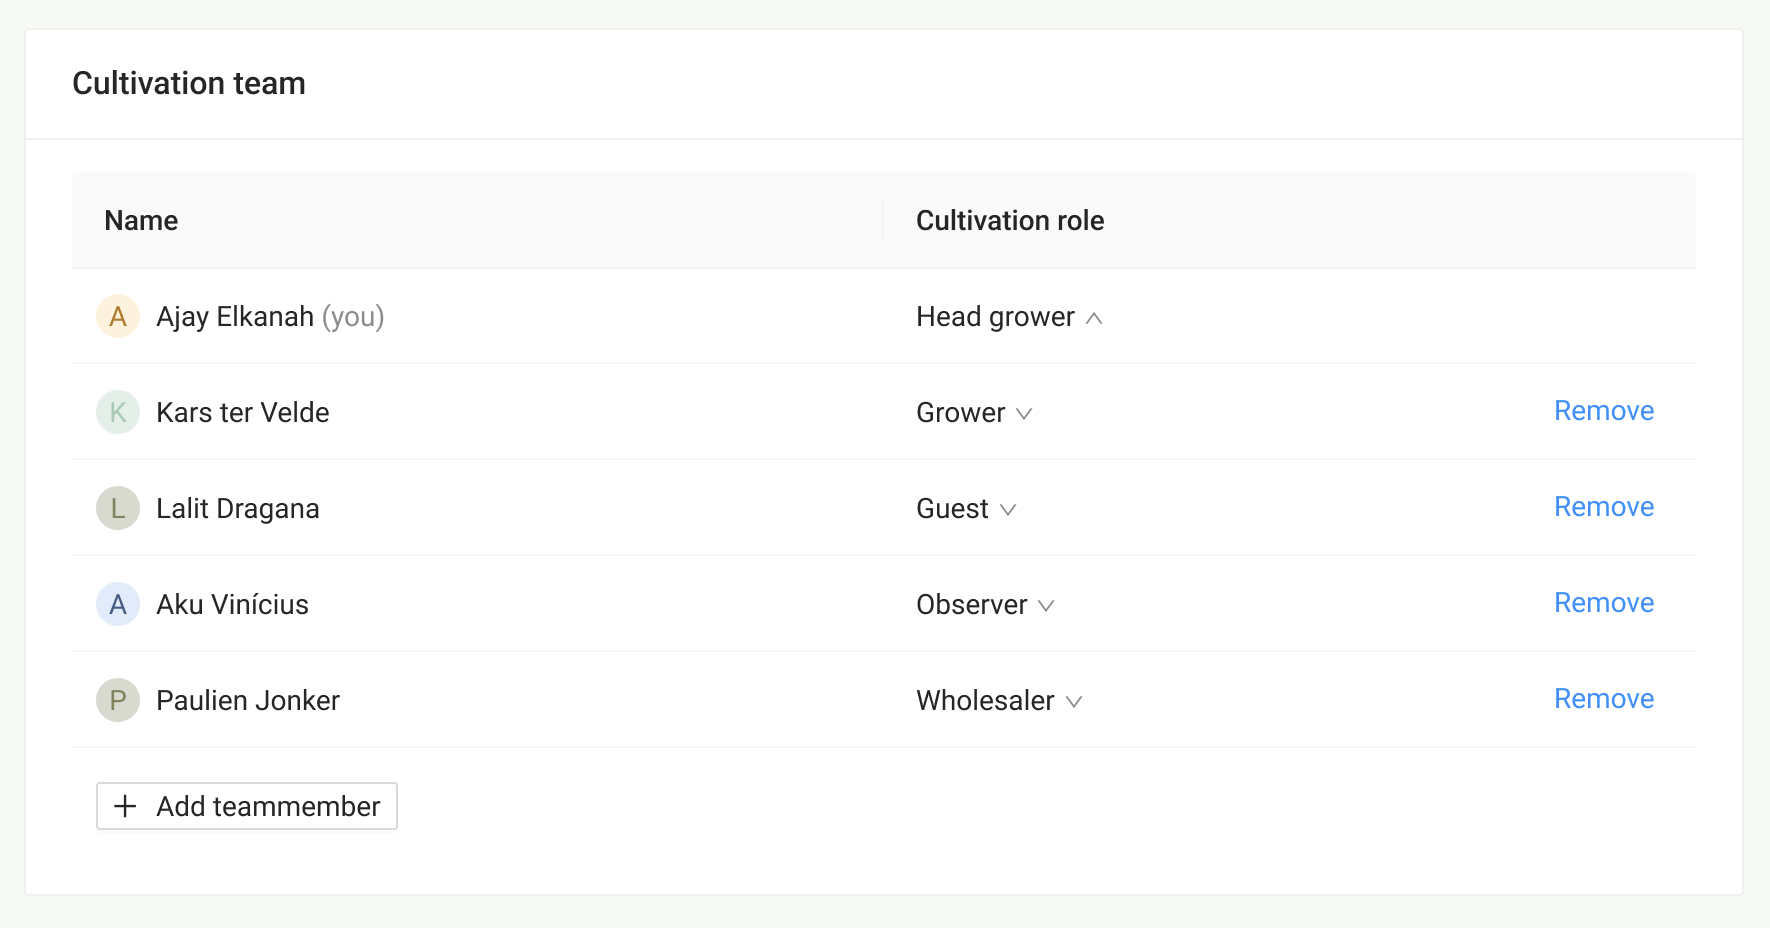 Cultivation team
Name Cultivation role
A Ajay Elkanah (you) Head grower
K Kars ter Velde Grower Remove
L Lalit Dragana Guest Remove
A Aku Vinícius Observer Remove
P Paulien Jonker Wholesaler Remove
+ Add teammember